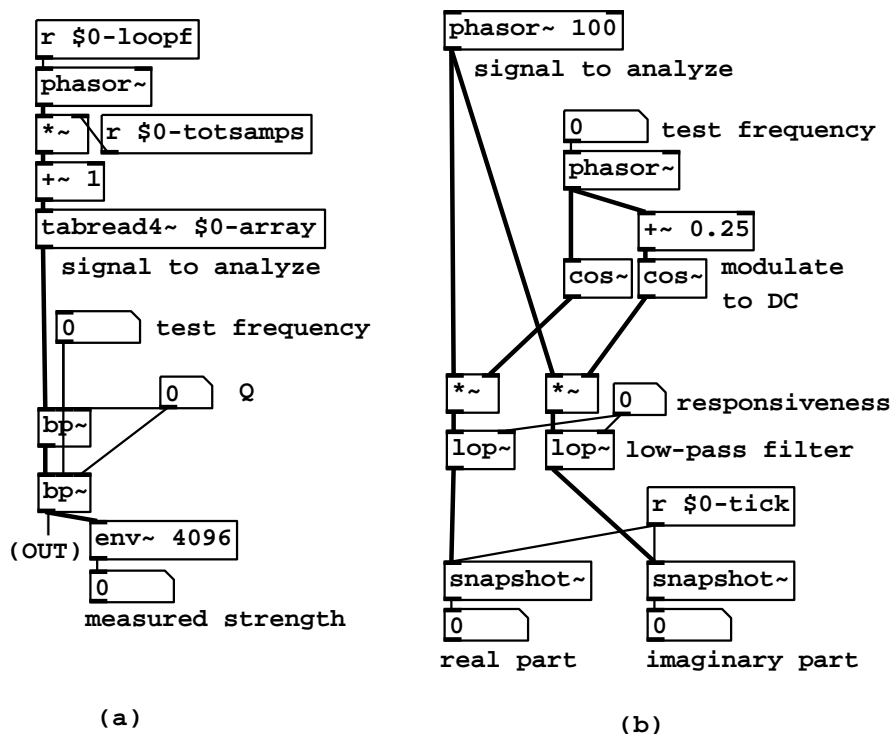 r $0-loopf
phasor~
*~
r $0-totsamps
+~ 1
tabread4~ $0-array
signal to analyze
0
test frequency
0
Q
bp~
bp~
(OUT)
env~ 4096
0
measured strength
(a)
phasor~ 100
signal to analyze
0
test frequency
phasor~
+~ 0.25
cos~
cos~
modulate
to DC
*~
*~
0
responsiveness
lop~
lop~
low-pass filter
r $0-tick
snapshot~
snapshot~
0
0
real part
imaginary part
(b)